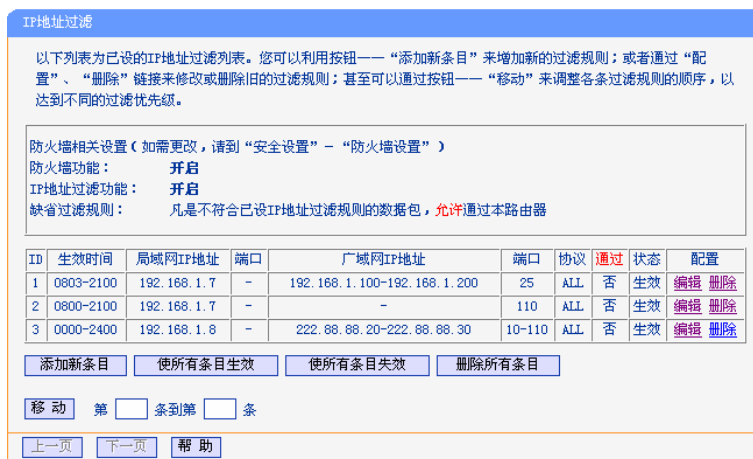 IP地址过滤
以下列表为已设的IP地址过滤列表。您可以利用按钮——“添加新条目”来增加新的过滤规则；或者通过“配
置”、“删除”链接来修改或删除旧的过滤规则；甚至可以通过按钮——“移动”来调整各条过滤规则的顺序，以
达到不同的过滤优先级。
防火墙相关设置（如需更改，请到“安全设置”－“防火墙设置”）
防火墙功能： 开启
IP地址过滤功能： 开启
缺省过滤规则： 凡是不符合已设IP地址过滤规则的数据包，允许通过本路由器
ID 生效时间 局域网IP地址 端口 广域网IP地址 端口 协议 通过 状态 配置
1 0803-2100 192.168.1.7 - 192.168.1.100-192.168.1.200 25 ALL 否 生效 编辑 删除
2 0800-2100 192.168.1.7 - - 110 ALL 否 生效 编辑 删除
3 0000-2400 192.168.1.8 - 222.88.88.20-222.88.88.30 10-110 ALL 否 生效 编辑 删除
添加新条目 使所有条目生效 使所有条目失效 删除所有条目
移 动 第 条到第 条
上一页 下一页 帮 助